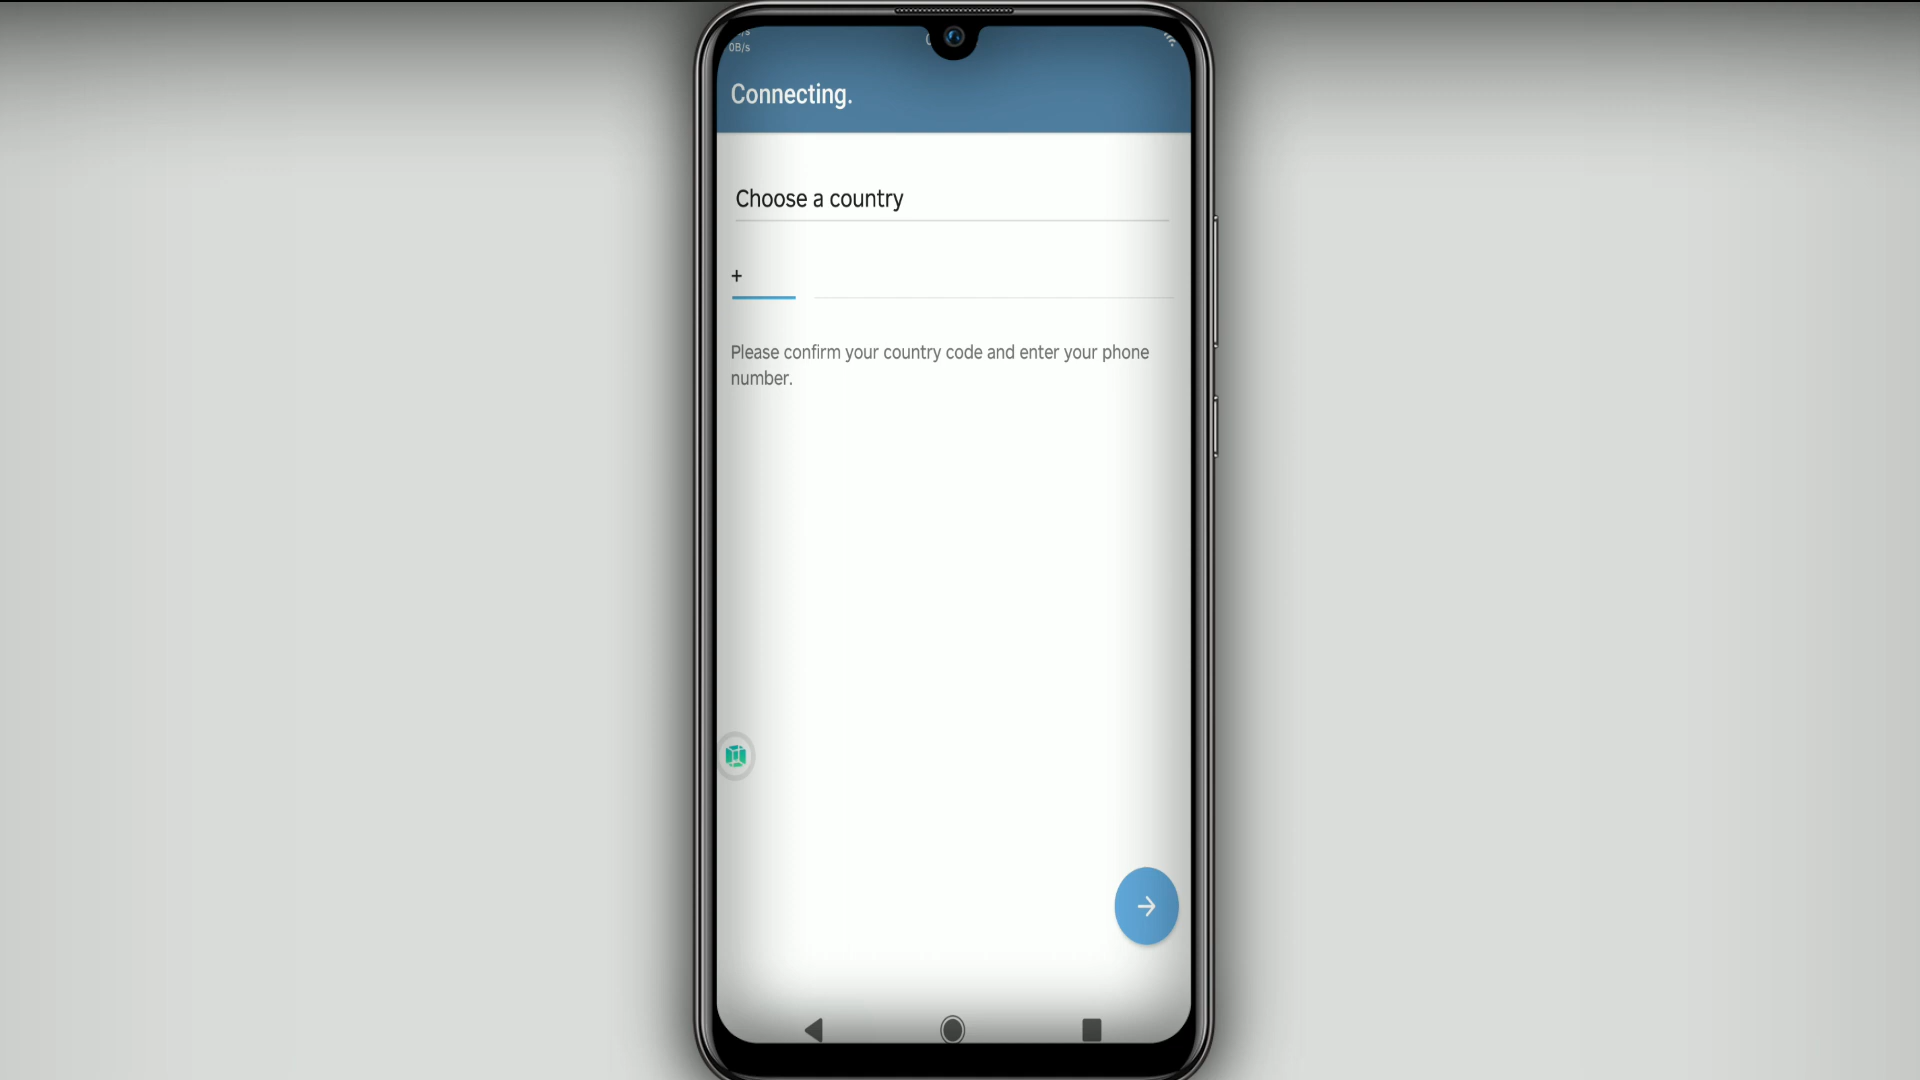 0B/s
Connecting.
Choose a country
+
Please confirm your country code and enter your phone
number.